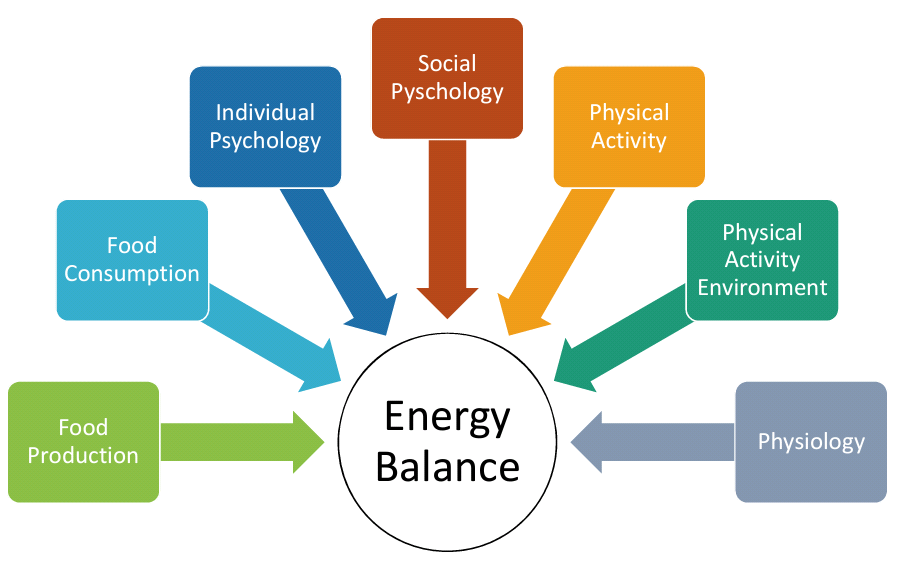 Social
Pyschology
Individual
Psychology
Physical
Activity
Food
Consumption
Physical
Activity
Environment
Food
Production
Energy
Balance
Physiology